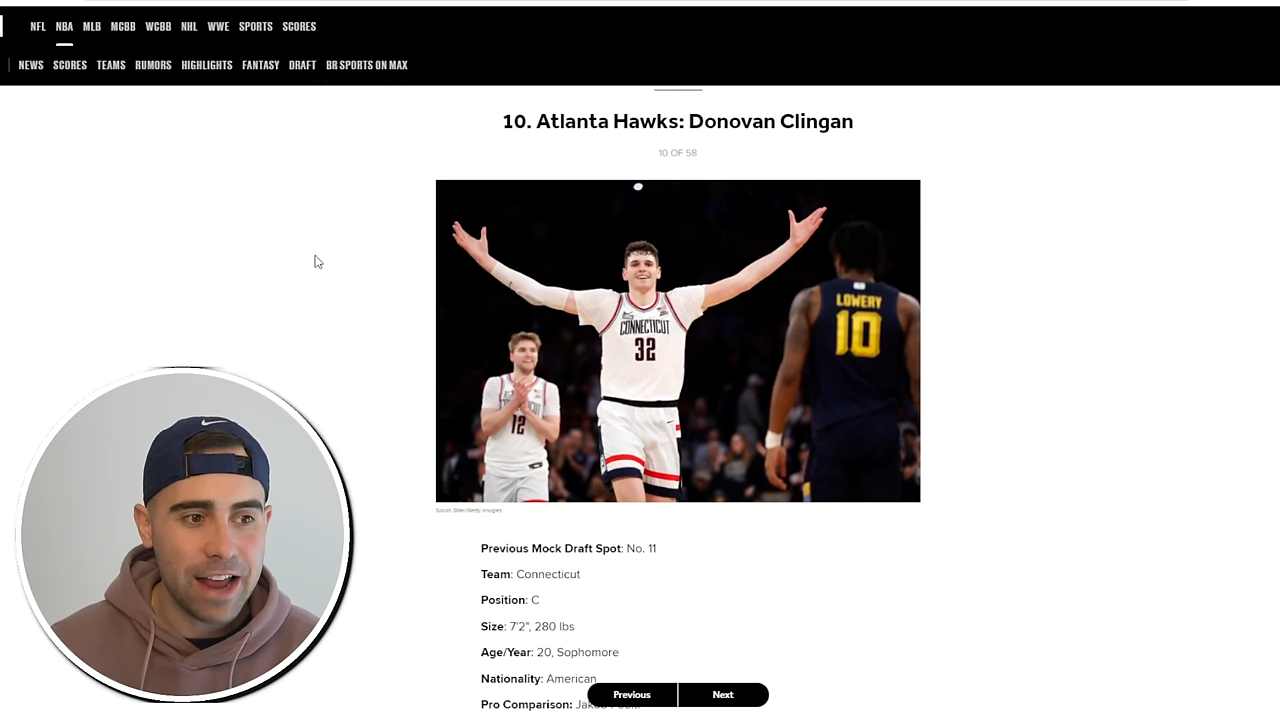 NFL NBA MLB MCBB WCBB NHL WWE SPORTS SCORES
NEWS SCORES TEAMS RUMORS HIGHLIGHTS FANTASY DRAFT BR SPORTS ON MAX
10. Atlanta Hawks: Donovan Clingan
10 OF 58
LOWERY
10
CONNECTICUT
32
12
Previous Mock Draft Spot: No. 11
Team: Connecticut
Position: C
Size: 7'2", 280 lbs
Age/Year: 20, Sophomore
Nationality: American
Previous Next
Pro Comparison: